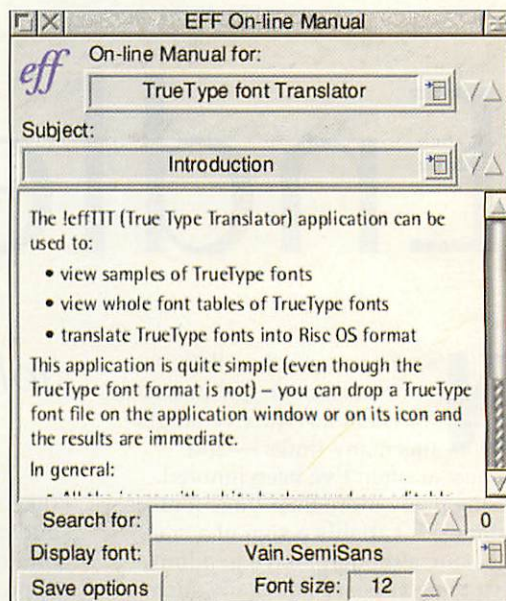 EFF On-line Manual
eff
On-line Manual for:
TrueType font Translator
Subject:
Introduction
The !effTTT (True Type Translator) application can be
used to:
• view samples of TrueType fonts
• view whole font tables of TrueType fonts
• translate TrueType fonts into Risc OS format
This application is quite simple (even though the
TrueType font format is not) – you can drop a TrueType
font file on the application window or on its icon and
the results are immediate.
In general:
Search for:
0
Display font:
Vain.SemiSans
Save options
Font size:
12